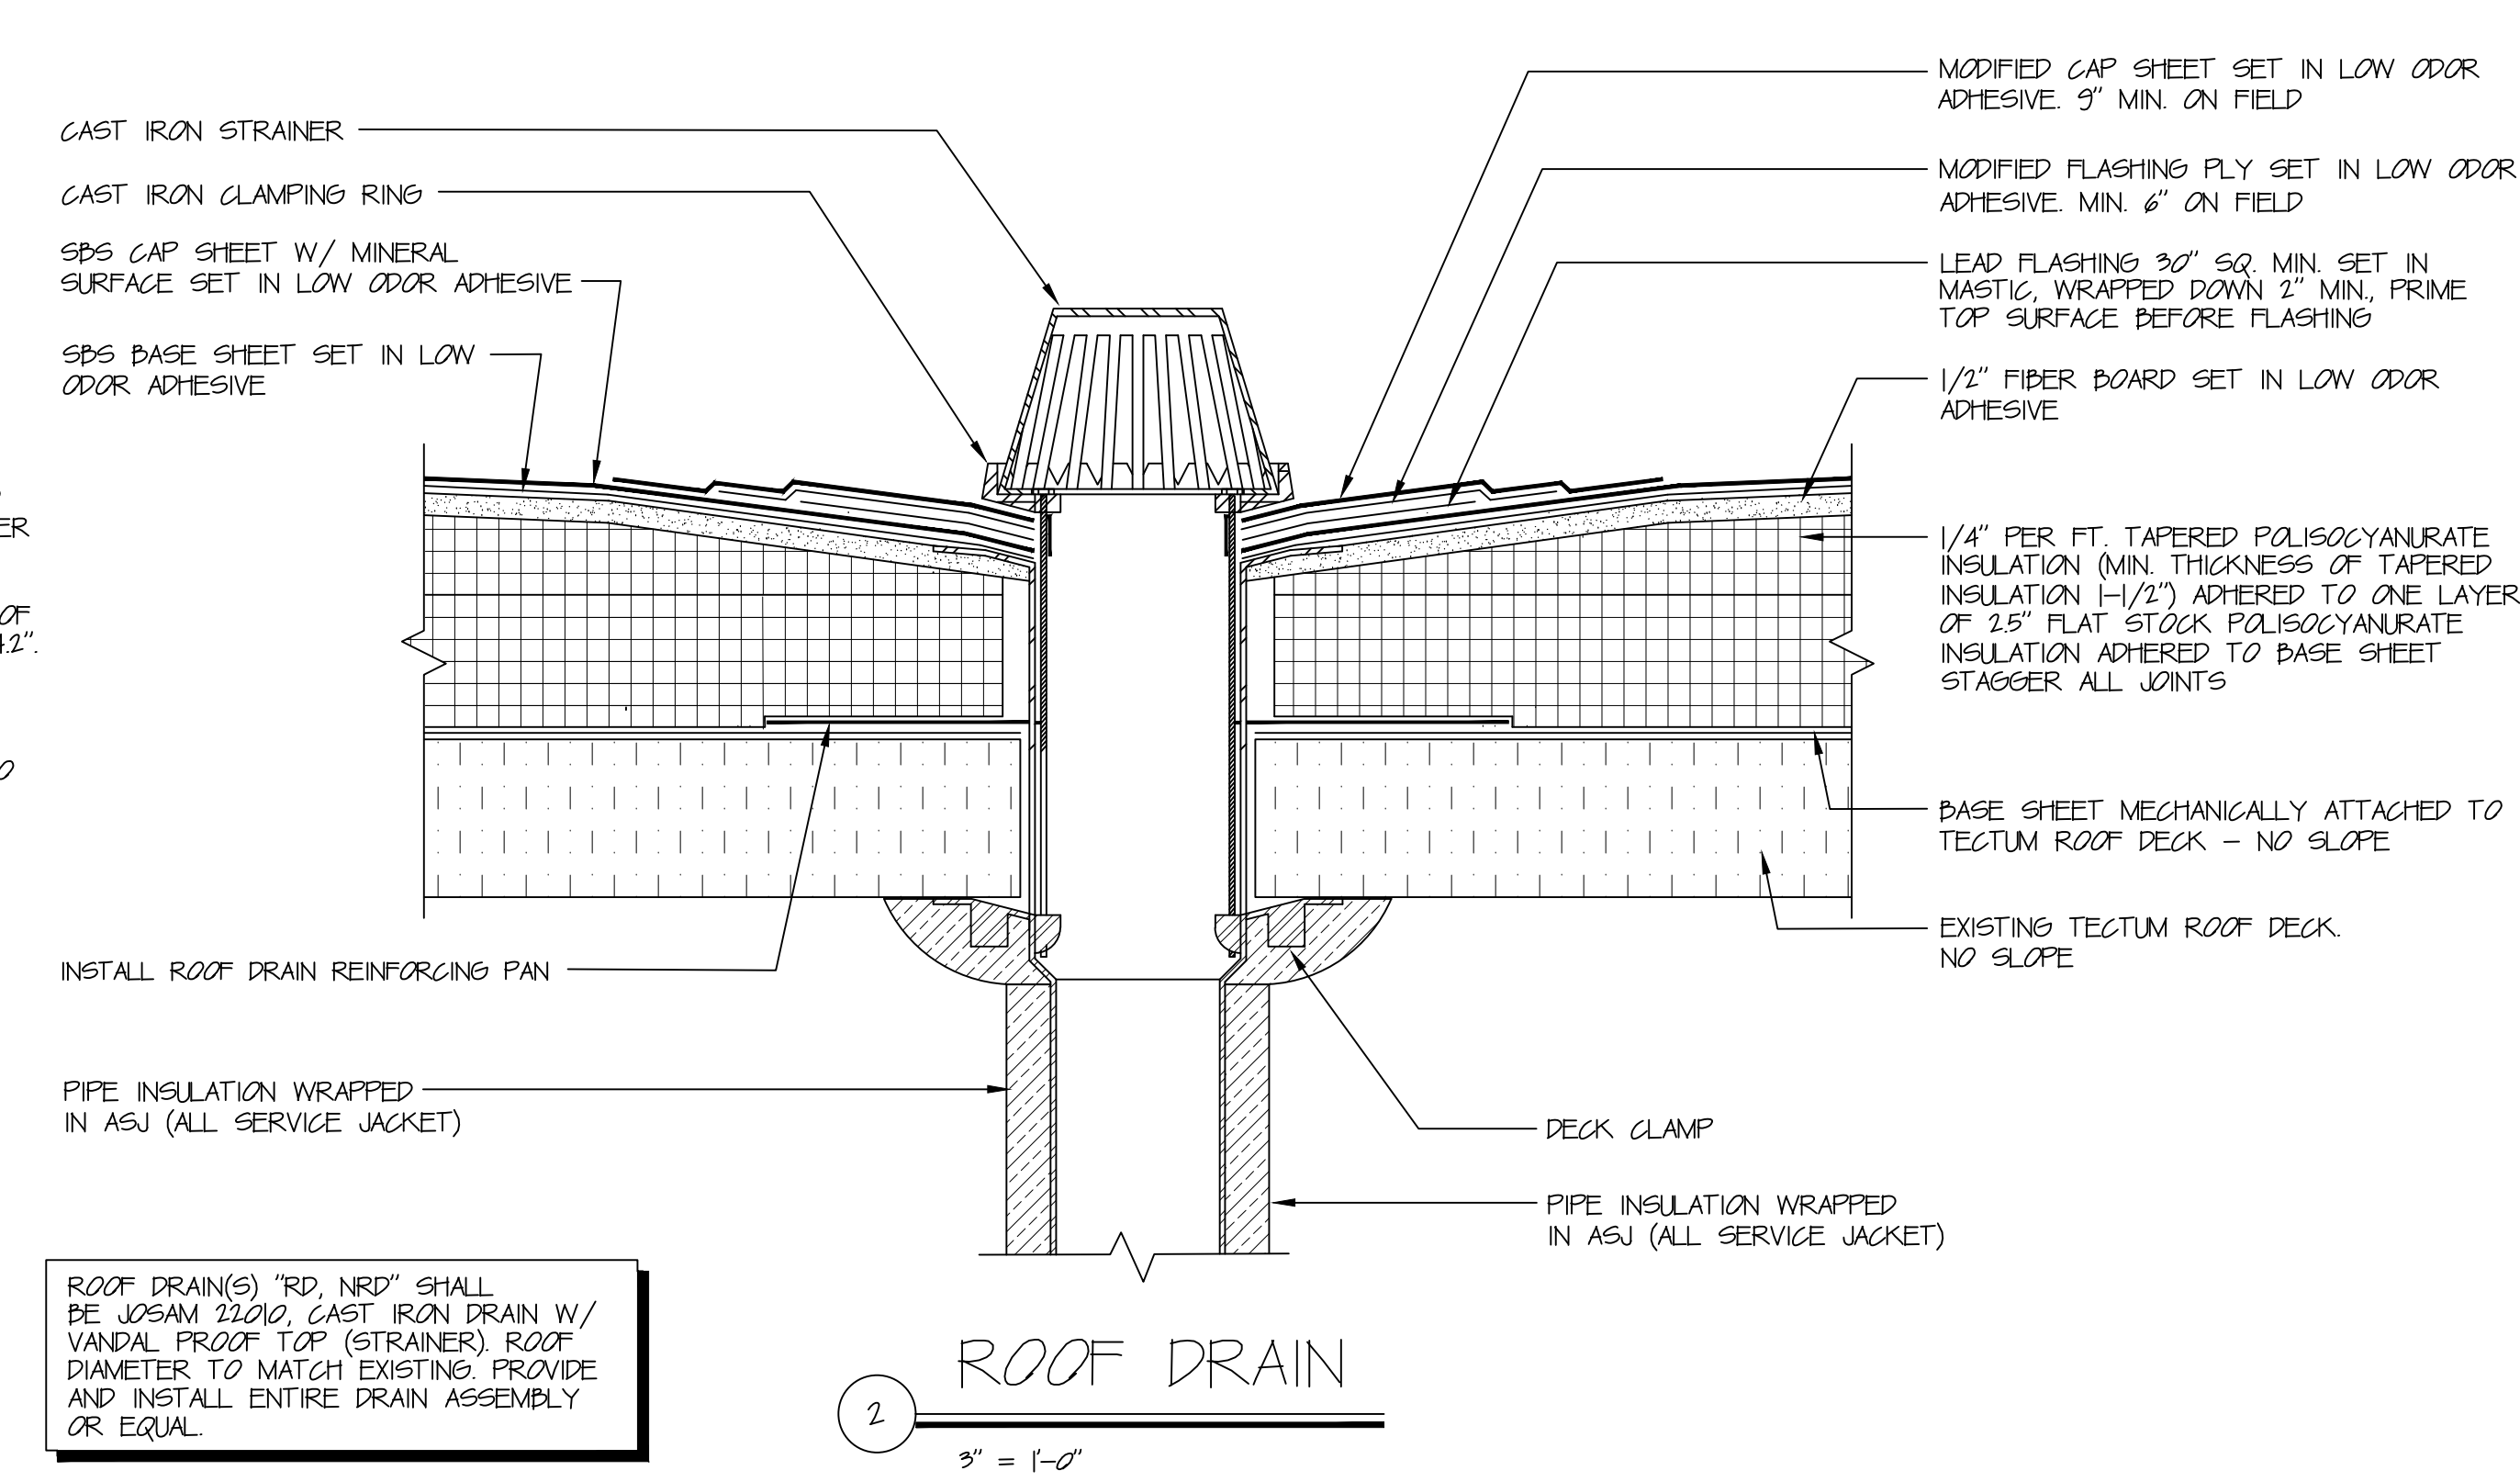 CAST IRON STRAINER
CAST IRON CLAMPING RING
SBS CAP SHEET W/ MINERAL
SURFACE SET IN LOW ODOR ADHESIVE
SBS BASE SHEET SET IN LOW
ODOR ADHESIVE
ER
OF
4.2".
INSTALL ROOF DRAIN REINFORCING PAN
PIPE INSULATION WRAPPED
IN ASJ (ALL SERVICE JACKET)
MODIFIED CAP SHEET SET IN LOW ODOR
ADHESIVE. 9" MIN. ON FIELD
MODIFIED FLASHING PLY SET IN LOW ODOR
ADHESIVE. MIN. 6" ON FIELD
LEAD FLASHING 30" SQ. MIN. SET IN
MASTIC, WRAPPED DOWN 2" MIN., PRIME
TOP SURFACE BEFORE FLASHING
1/2" FIBER BOARD SET IN LOW ODOR
ADHESIVE
1/4" PER FT. TAPERED POLISOCYANURATE
INSULATION (MIN. THICKNESS OF TAPERED
INSULATION 1-1/2") ADHERED TO ONE LAYER
OF 2.5" FLAT STOCK POLISOCYANURATE
INSULATION ADHERED TO BASE SHEET
STAGGER ALL JOINTS
BASE SHEET MECHANICALLY ATTACHED TO
TECTUM ROOF DECK - NO SLOPE
EXISTING TECTUM ROOF DECK.
NO SLOPE
DECK CLAMP
PIPE INSULATION WRAPPED
IN ASJ (ALL SERVICE JACKET)
ROOF DRAIN(S) "RD, NRD" SHALL
BE JOSAM 22010, CAST IRON DRAIN W/
VANDAL PROOF TOP (STRAINER). ROOF
DIAMETER TO MATCH EXISTING. PROVIDE
AND INSTALL ENTIRE DRAIN ASSEMBLY
OR EQUAL.
2
ROOF DRAIN
3" = 1'-0"